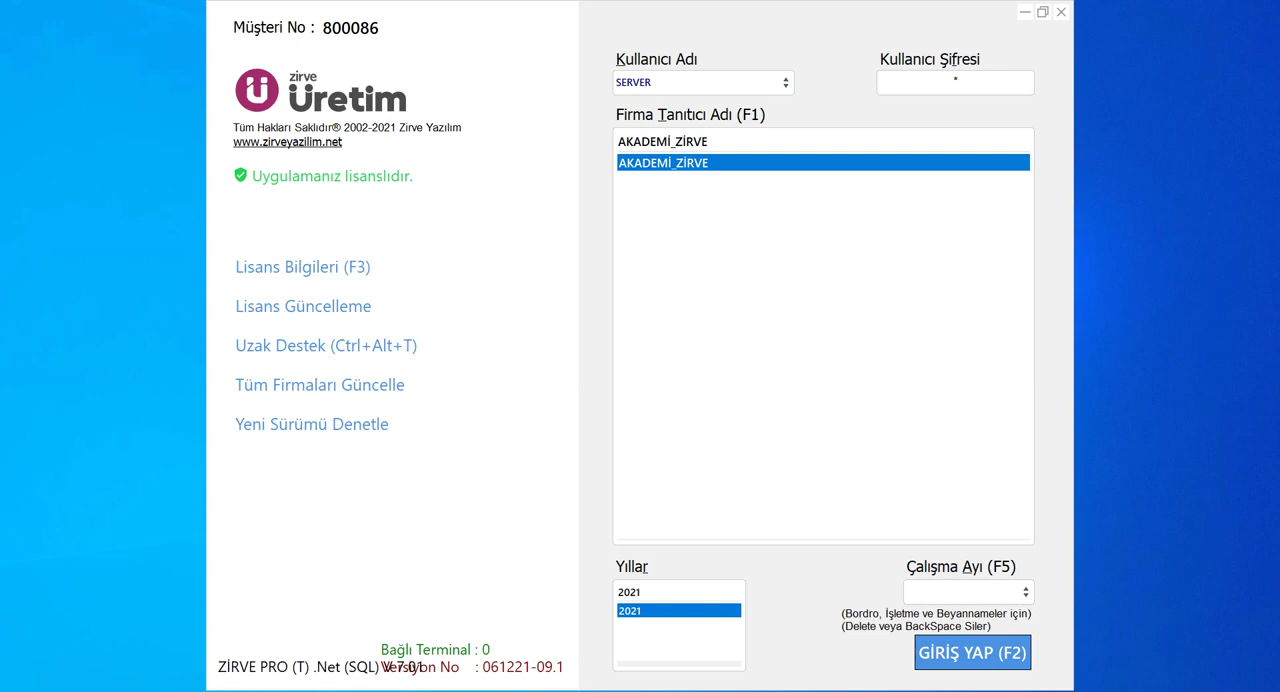 Müşteri No : 800086
zirve
Üretim
Tüm Hakları Saklıdır® 2002-2021 Zirve Yazılım
www.zirveyazilim.net
Uygulamanız lisanslıdır.
Lisans Bilgileri (F3)
Lisans Güncelleme
Uzak Destek (Ctrl+Alt+T)
Tüm Firmaları Güncelle
Yeni Sürümü Denetle
Bağlı Terminal : 0
ZİRVE PRO (T) .Net (SQL) V.7.01
Versiyon No : 061221-09.1
Kullanıcı Adı
SERVER
Kullanıcı Şifresi
*
Firma Tanıtıcı Adı (F1)
AKADEMİ_ZİRVE
AKADEMİ_ZİRVE
Yıllar
2021
2021
Çalışma Ayı (F5)
(Bordro, İşletme ve Beyannameler için)
(Delete veya BackSpace Siler)
GİRİŞ YAP (F2)